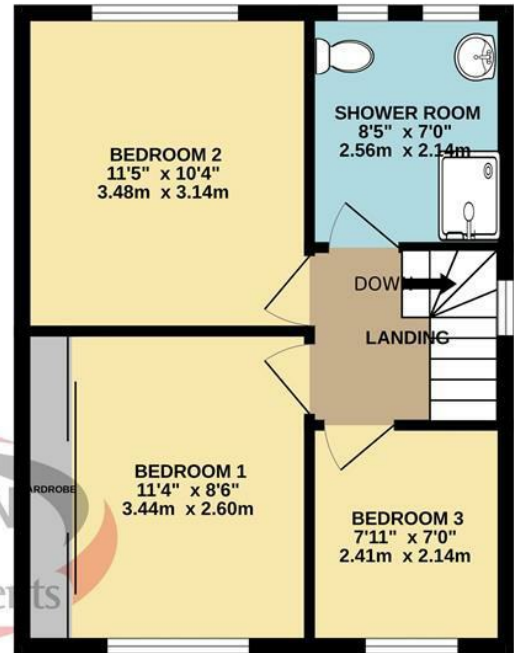 SHOWER ROOM
8'5" x 7'0"
2.56m x 2.14m
BEDROOM 2
11'5" x 10'4"
3.48m x 3.14m
DOWN
LANDING
BEDROOM 1
11'4" x 8'6"
3.44m x 2.60m
BEDROOM 3
7'11" x 7'0"
2.41m x 2.14m
ARDROBE